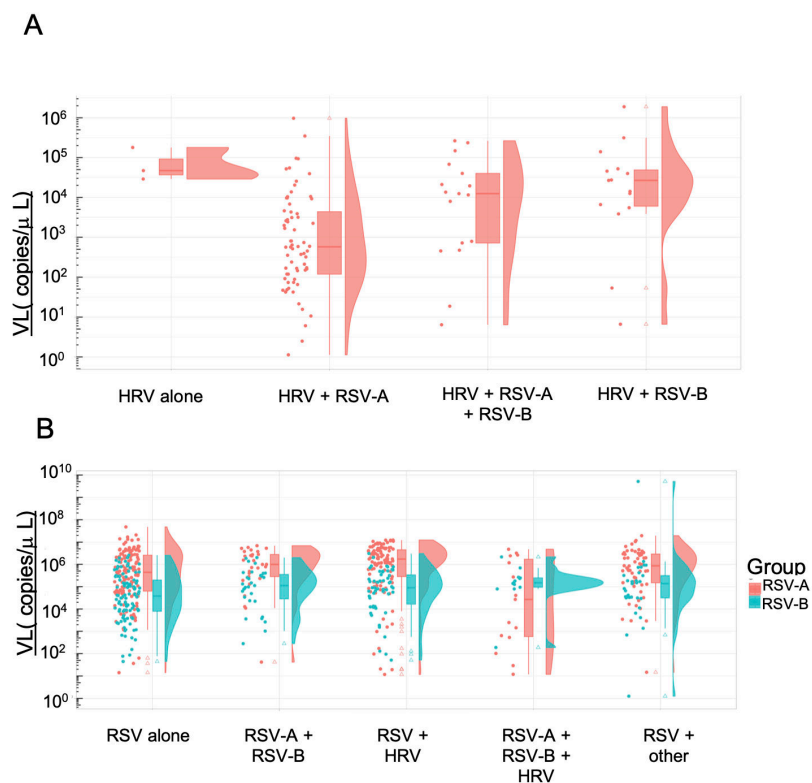 A
VL( copies/μ L)
10⁶
10⁵
10⁴
10³
10²
10¹
10⁰
HRV alone
HRV + RSV-A
HRV + RSV-A
+ RSV-B
HRV + RSV-B
B
VL( copies/μ L)
10¹⁰
10⁸
10⁶
10⁴
10²
10⁰
RSV alone
RSV-A +
RSV-B
RSV +
HRV
RSV-A +
RSV-B +
HRV
RSV +
other
Group
RSV-A
RSV-B